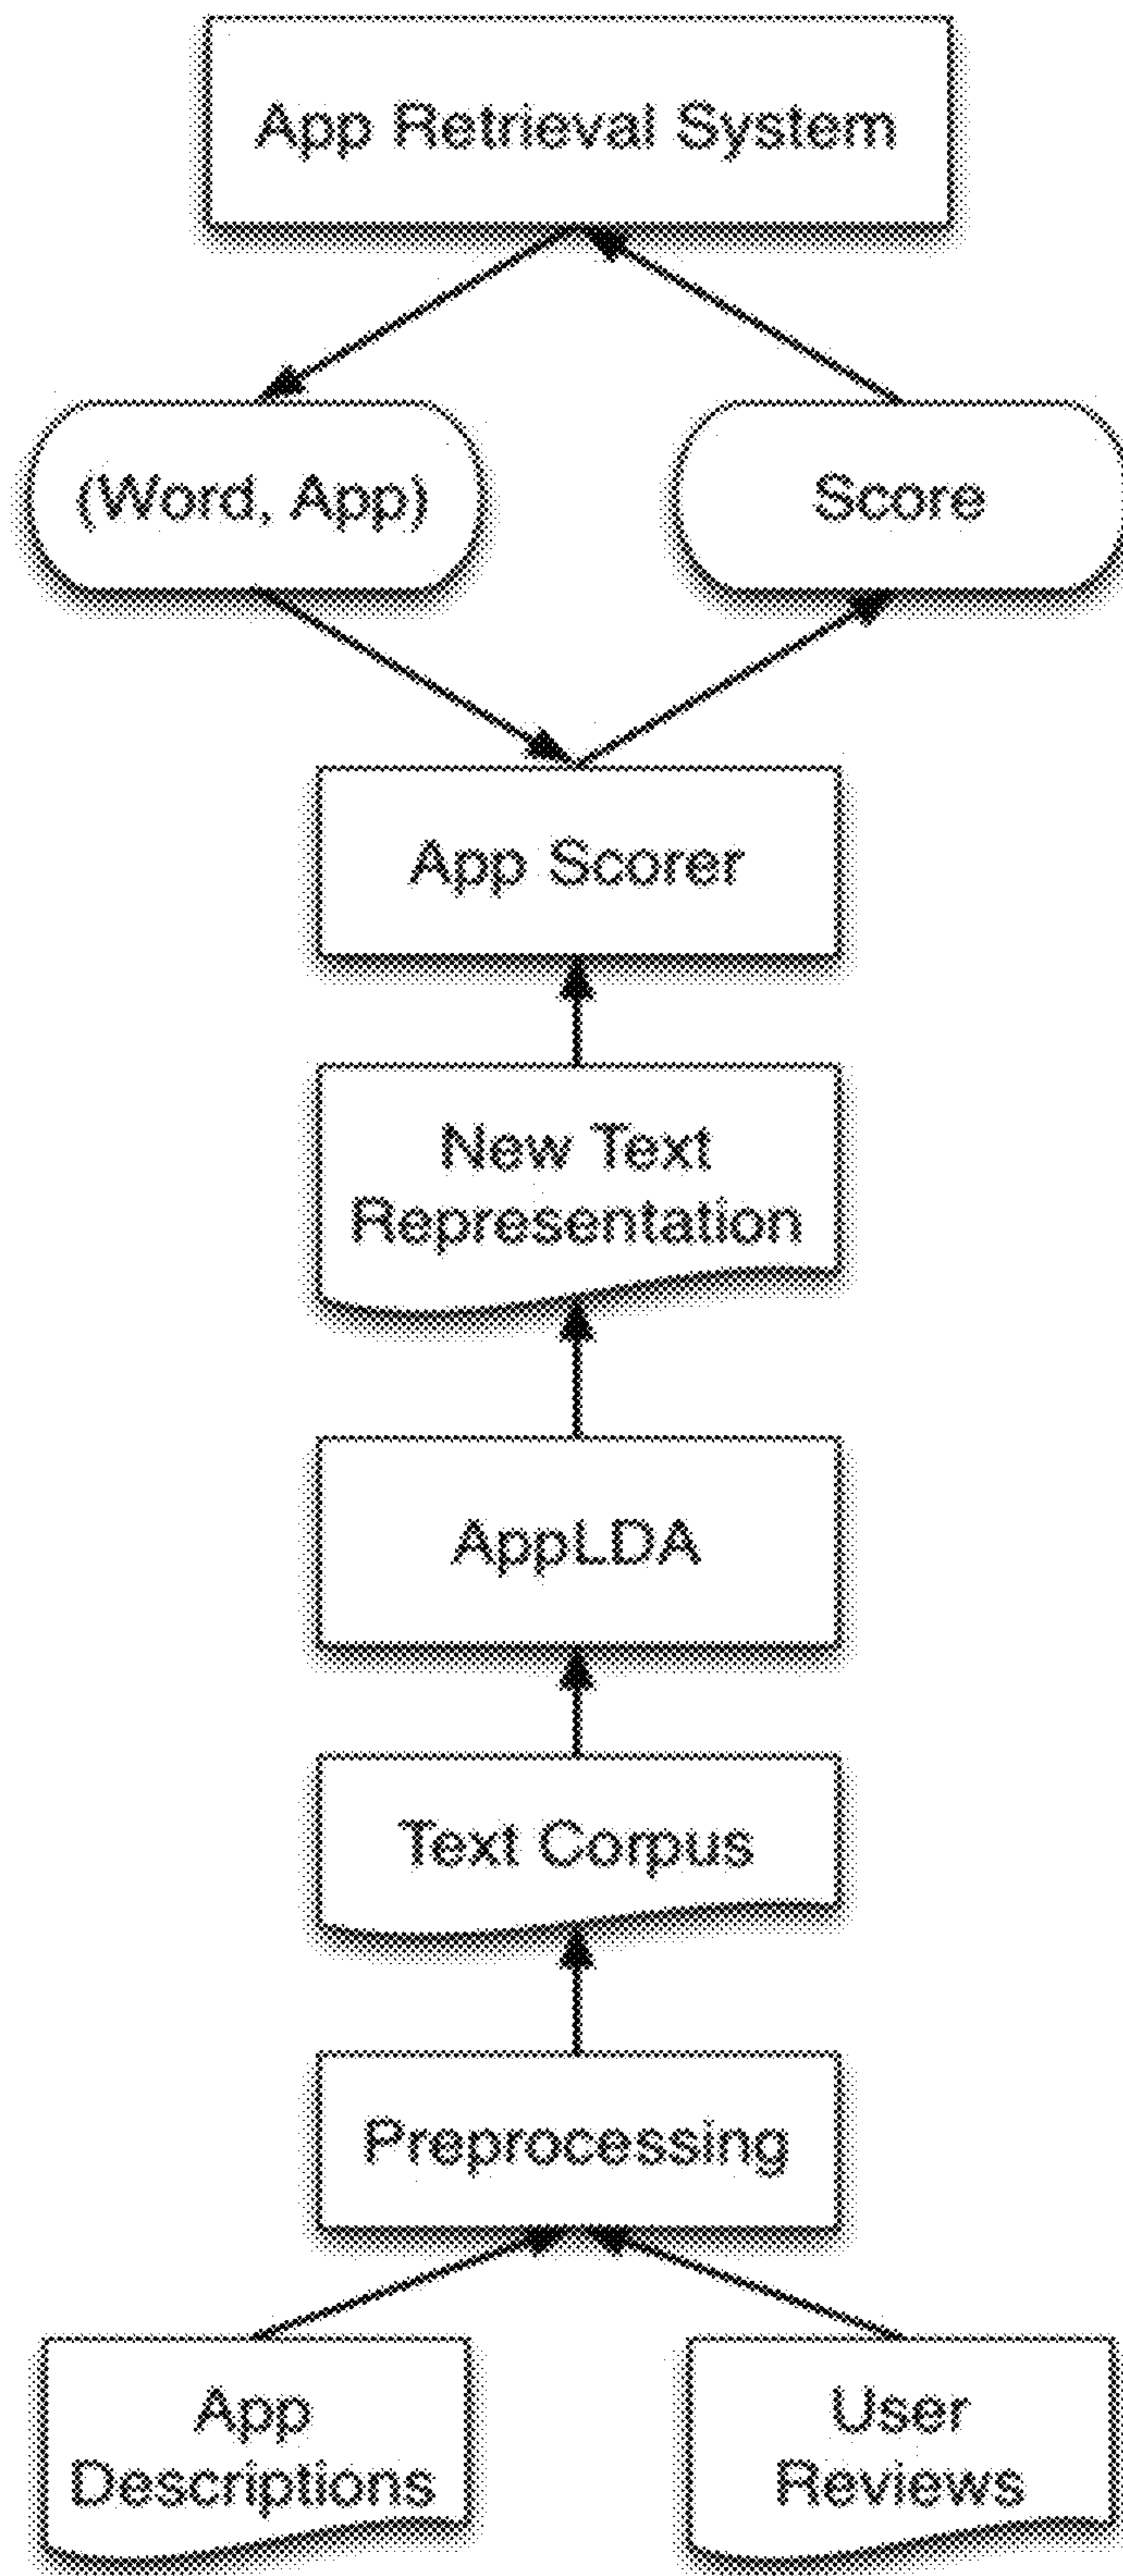 App Retrieval System
(Word, App)
Score
App Scorer
New Text
Representation
AppLDA
Text Corpus
Preprocessing
App
Descriptions
User
Reviews